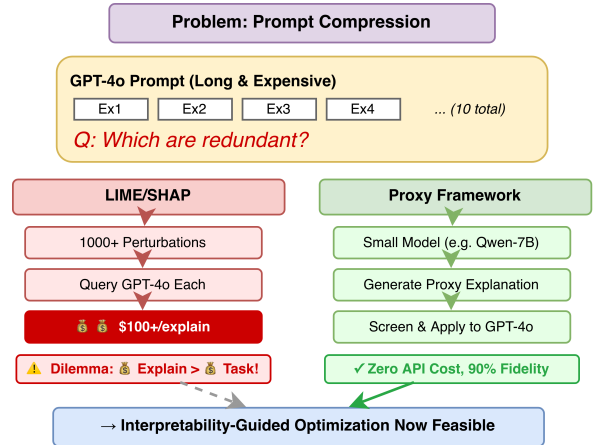 Problem: Prompt Compression
GPT-4o Prompt (Long & Expensive)
Ex1 Ex2 Ex3 Ex4 ... (10 total)
Q: Which are redundant?
LIME/SHAP
1000+ Perturbations
Query GPT-4o Each
💰 💰 $100+/explain
⚠️ Dilemma: 💰 Explain > 💰 Task!
Proxy Framework
Small Model (e.g. Qwen-7B)
Generate Proxy Explanation
Screen & Apply to GPT-4o
✓ Zero API Cost, 90% Fidelity
→ Interpretability-Guided Optimization Now Feasible